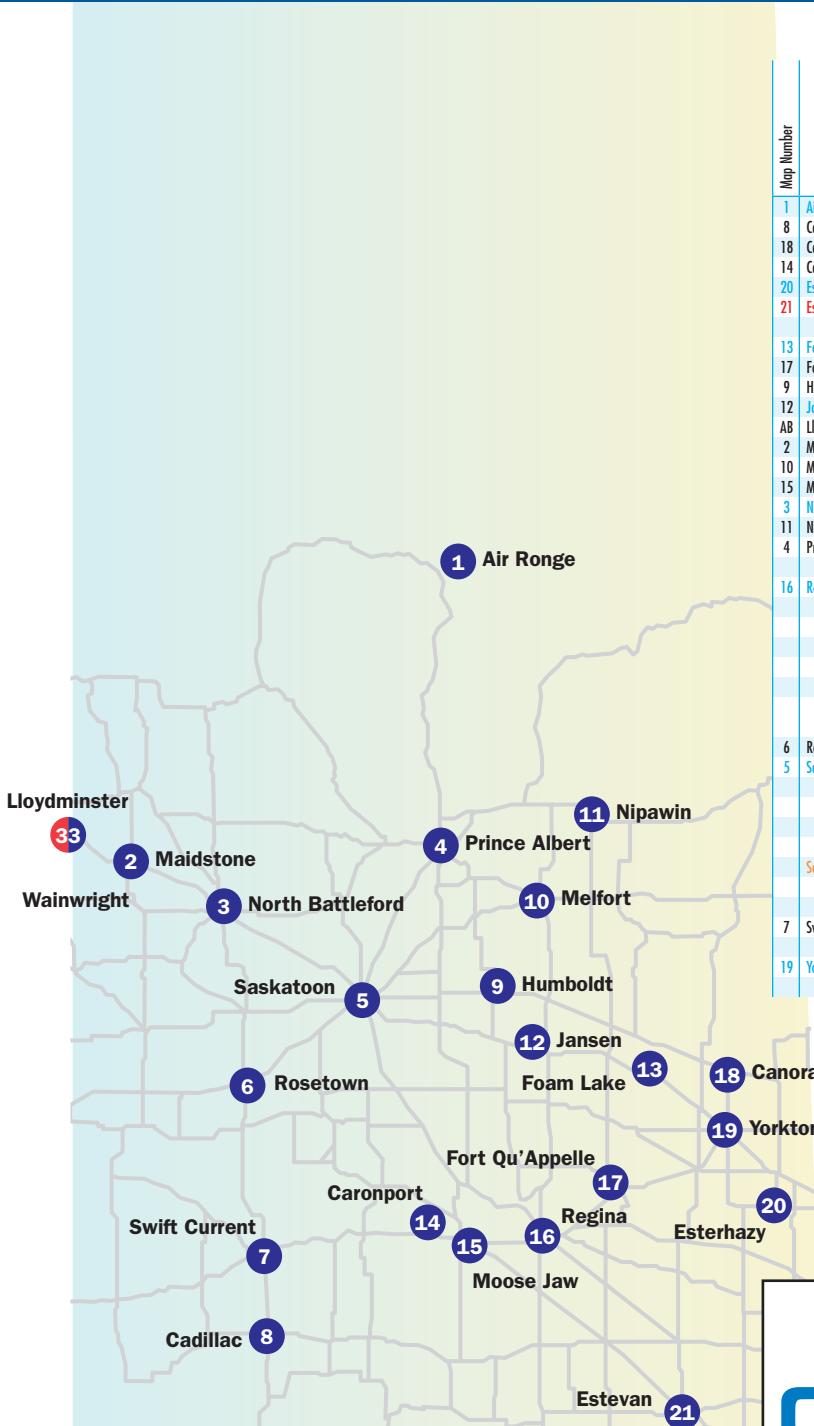 Map Number
1
8
18
14
20
21
13
17
9
12
AB
2
10
15
3
11
4
16
6
5
7
19
1 Air Ronge
Lloydminster
33
11 Nipawin
4 Prince Albert
2 Maidstone
Wainwright
3 North Battleford
10 Melfort
Saskatoon 5
9 Humboldt
12 Jansen
Foam Lake 13
18 Canora
6 Rosetown
19 Yorkton
Fort Qu’Appelle
17
Caronport
14
Regina
16
20
Esterhazy
Swift Current
7
15
Moose Jaw
Cadillac 8
Estevan
21